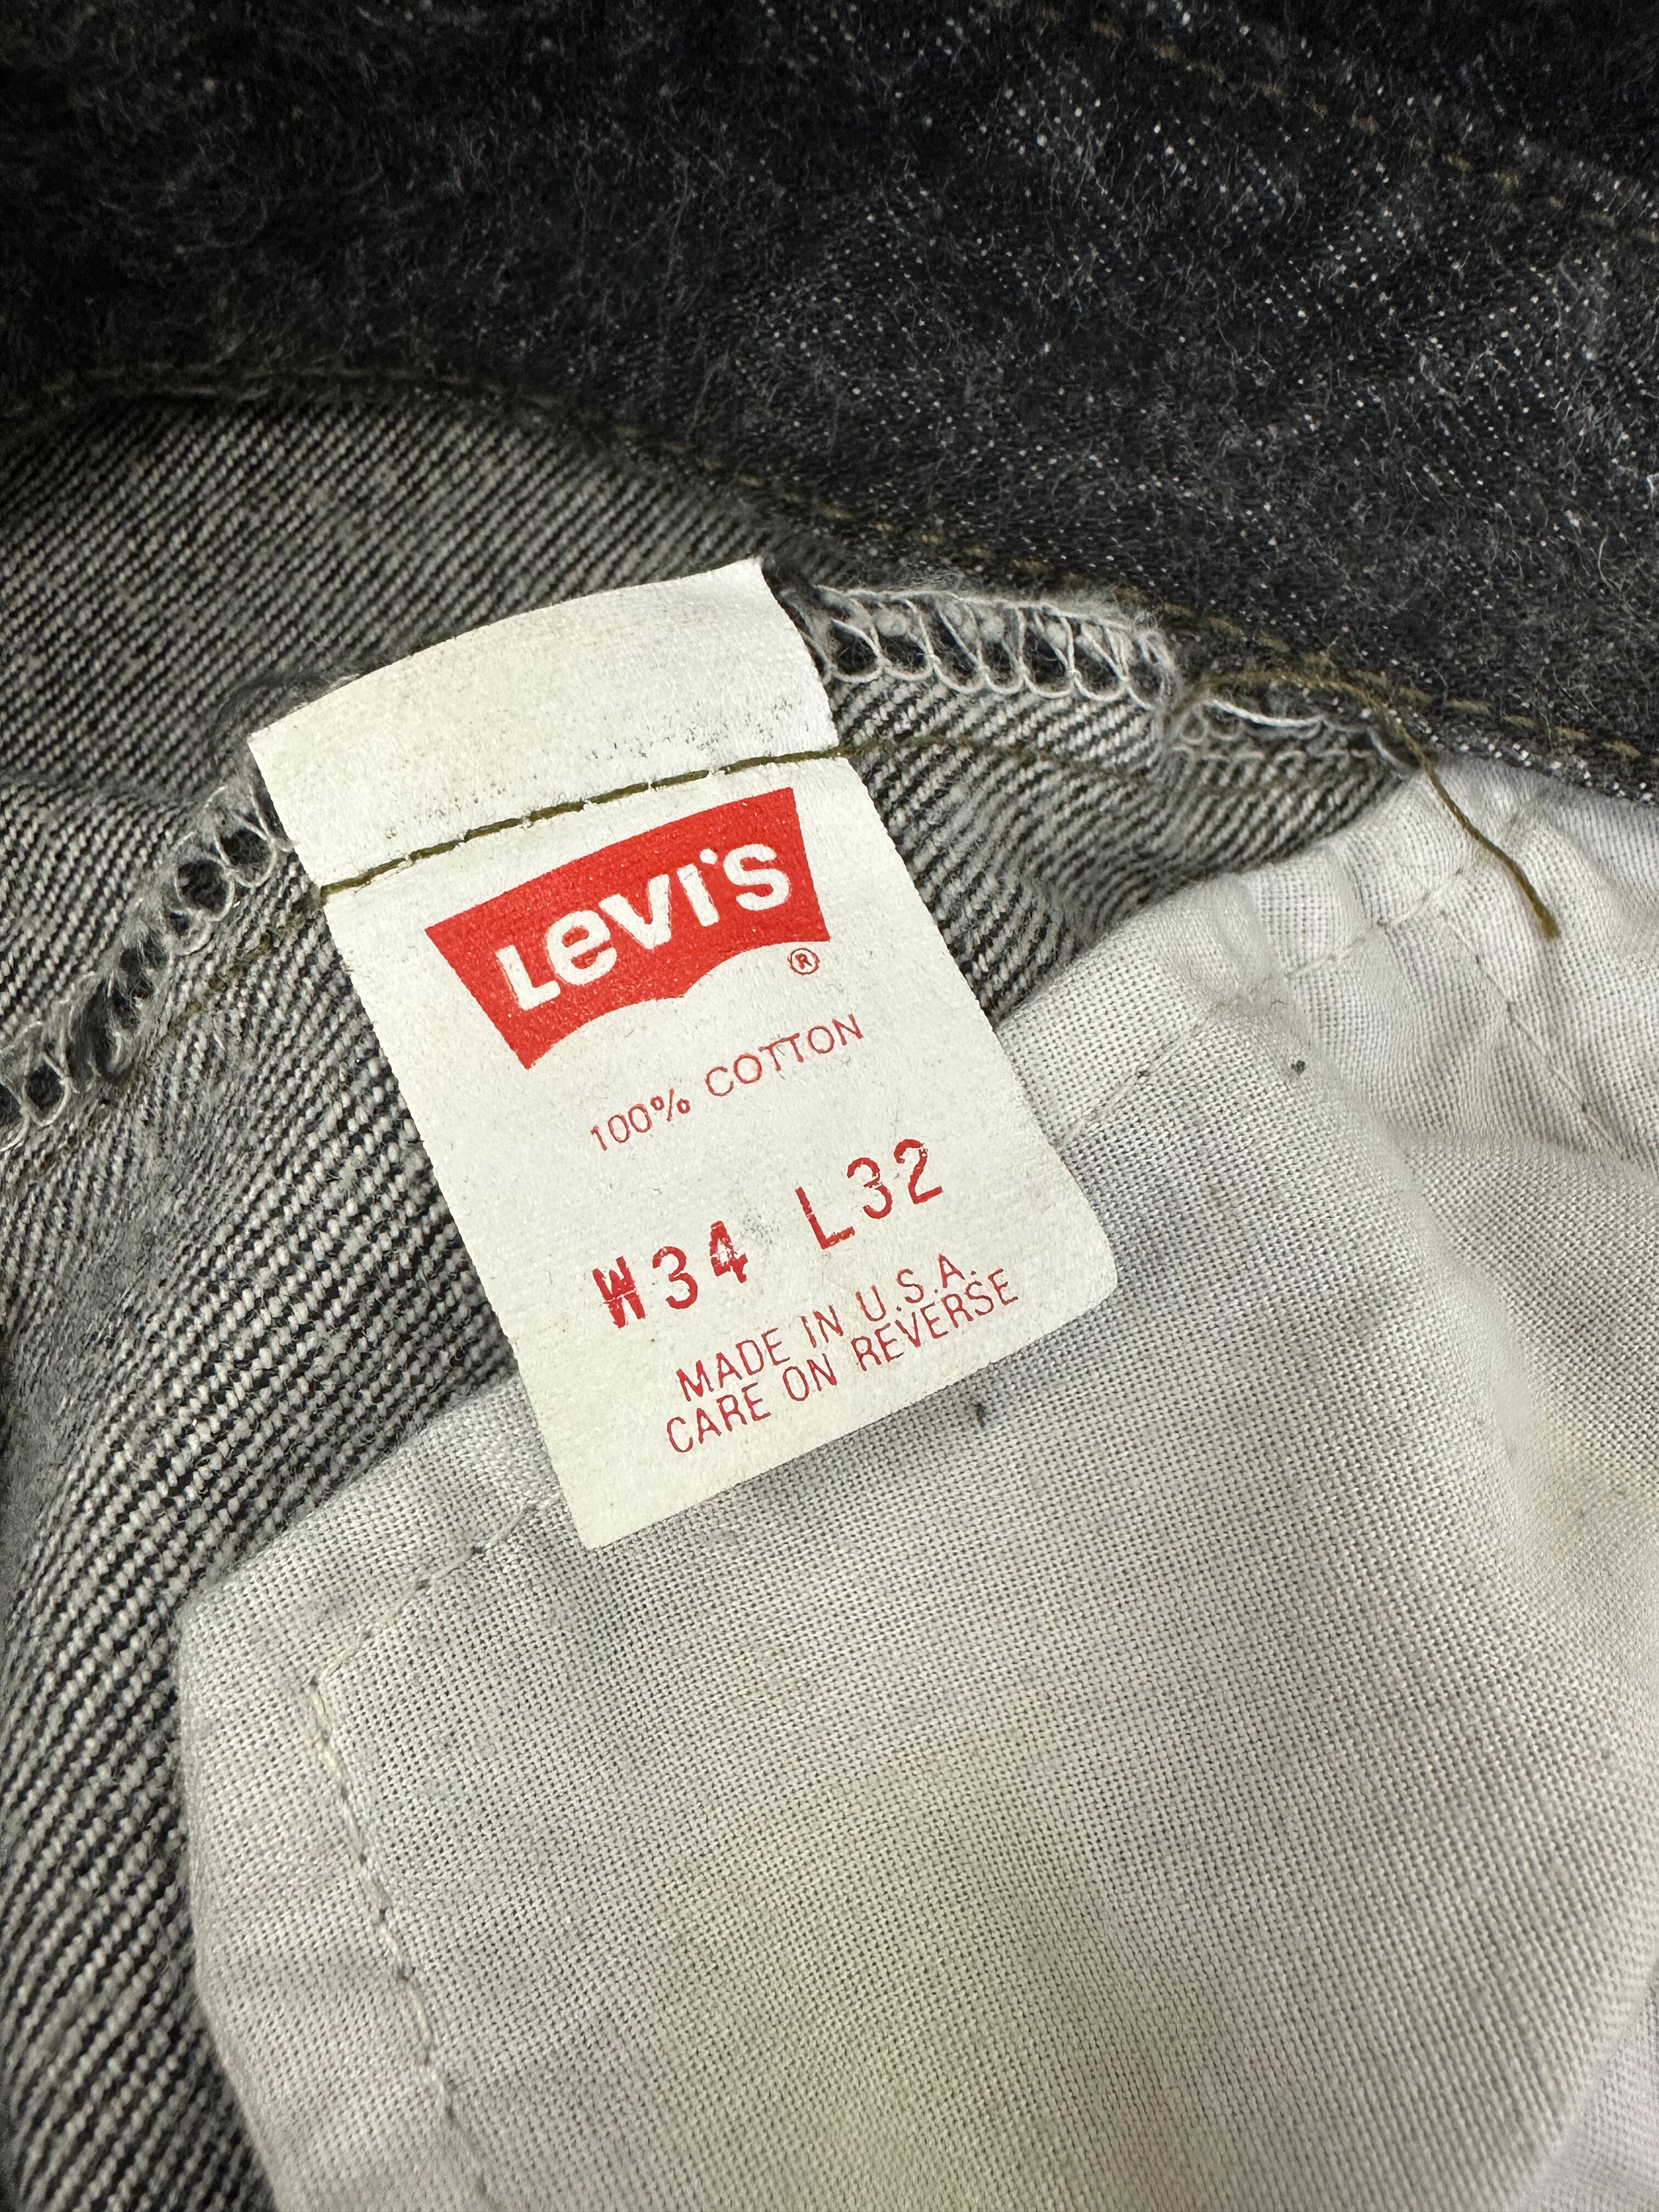 Levi's ®
100% COTTON
W34 L32
MADE IN U.S.A.
CARE ON REVERSE